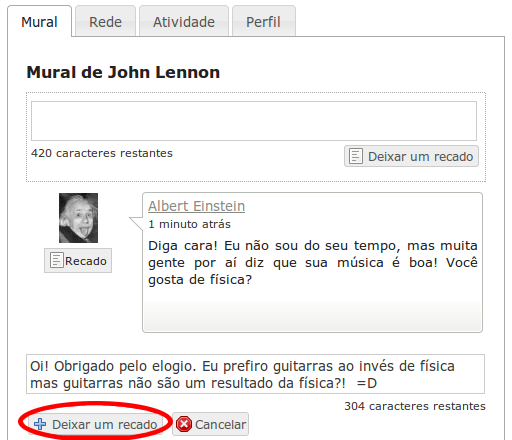 Mural Rede Atividade Perfil
Mural de John Lennon
420 caracteres restantes Deixar um recado
Albert Einstein
1 minuto atrás
Recado
Diga cara! Eu não sou do seu tempo, mas muita
gente por aí diz que sua música é boa! Você
gosta de física?
Oi! Obrigado pelo elogio. Eu prefiro guitarras ao invés de física
mas guitarras não são um resultado da física?! =D
304 caracteres restantes
Deixar um recado Cancelar